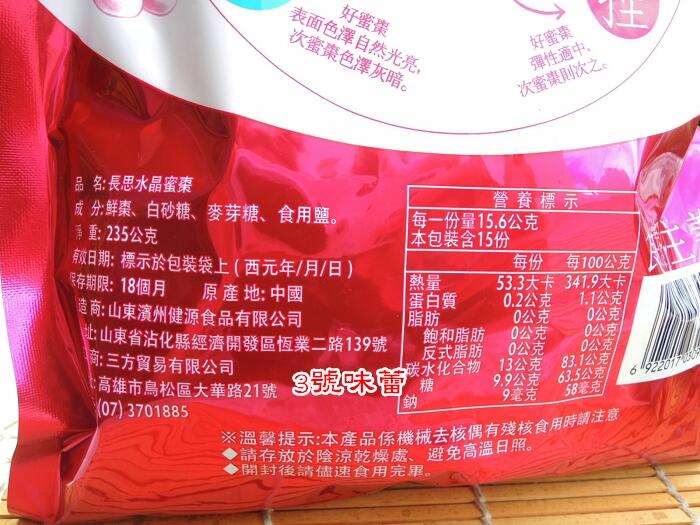 好蜜棗
表面色澤自然光亮,
次蜜棗色澤灰暗。
好蜜棗
彈性適中,
次蜜棗則次之。
品 名:長思水晶蜜棗
成 分:鮮棗、白砂糖、麥芽糖、食用鹽。
淨 重: 235公克
有效日期: 標示於包裝袋上 ( 西元年/月/日 )
保存期限: 18個月 原 產 地: 中國
造商: 山東濱州健源食品有限公司
址: 山東省沾化縣經濟開發區恆業二路139號
商: 三方貿易有限公司
址: 高雄市鳥松區大華路21號
(07) 3701885
營 養 標 示
每一份量15.6公克
本包裝含15份
每份 每100公克
熱量 53.3大卡 341.9大卡
蛋白質 0.2公克 1.1公克
脂肪 0公克 0公克
飽和脂肪 0公克 0公克
反式脂肪 0公克 0公克
碳水化合物 13公克 83.1公克
糖 9.9公克 63.5公克
鈉 9毫克 58毫克
3號味蕾
※溫馨提示:本產品係機械去核偶有殘核食用時請注意
◆請存放於陰涼乾燥處、避免高溫日照。
◆開封後請儘速食用完畢。